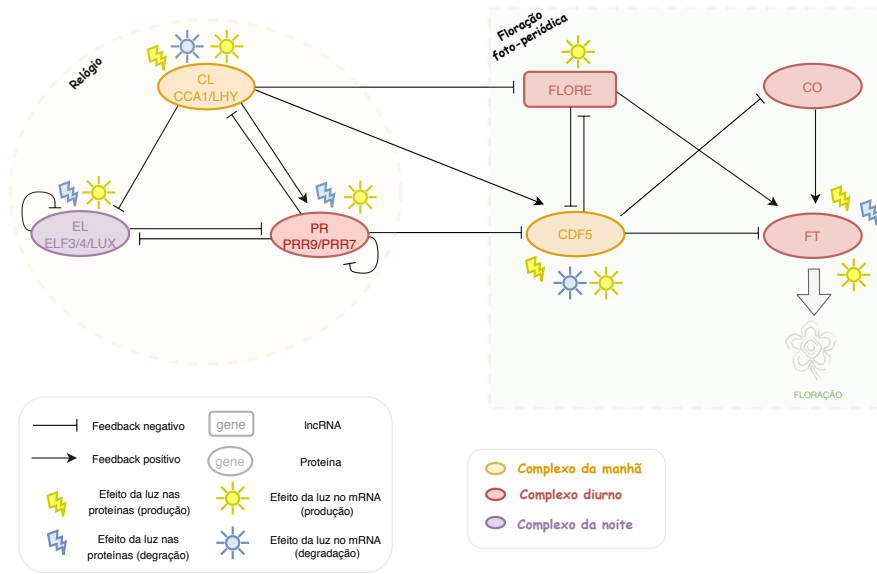 Relógio
CL
CCA1/LHY
EL
ELF3/4/LUX
PR
PRR9/PRR7
Floração
foto-periódica
FLORE
CO
CDF5
FT
FLORAÇÃO
Feedback negativo
gene
lncRNA
Feedback positivo
gene
Proteína
Efeito da luz nas
proteínas (produção)
Efeito da luz no mRNA
(produção)
Efeito da luz nas
proteínas (degração)
Efeito da luz no mRNA
(degradação)
Complexo da manhã
Complexo diurno
Complexo da noite